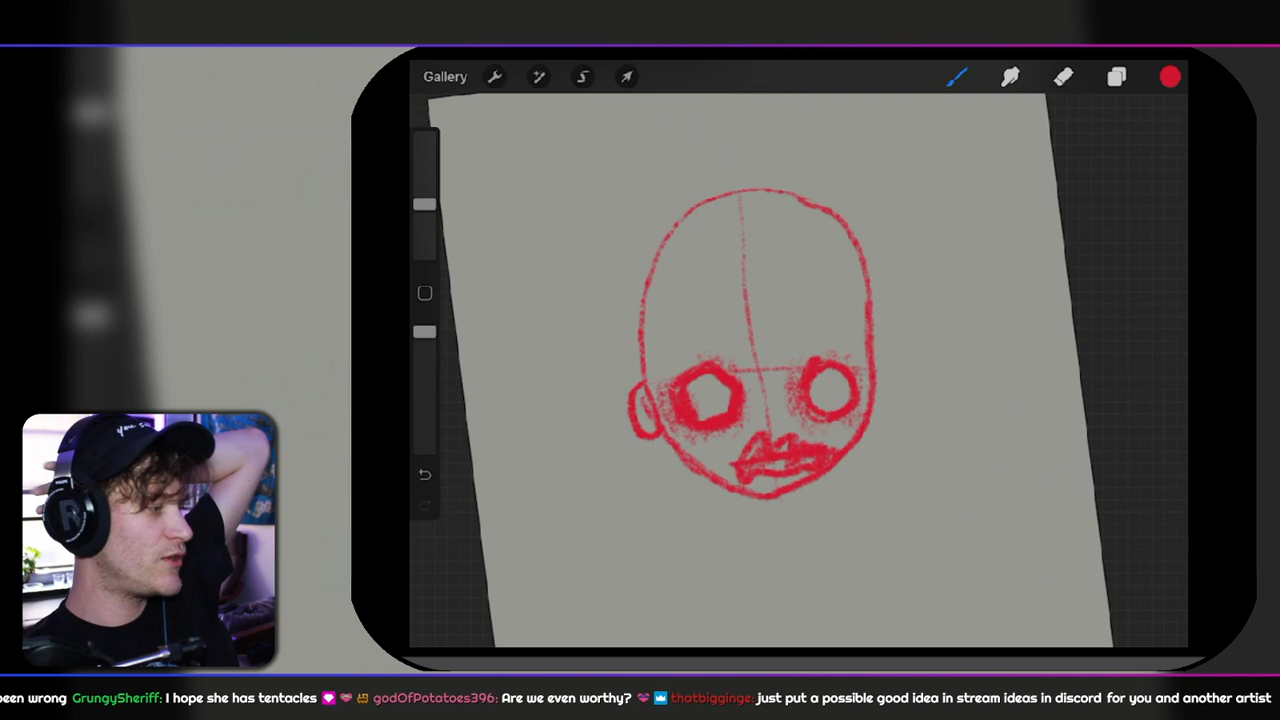 Gallery
been wrong GrungySheriff: I hope she has tentacles godOfPotatoes396: Are we even worthy? thatbigginge: just put a possible good idea in stream ideas in discord for you and another artist